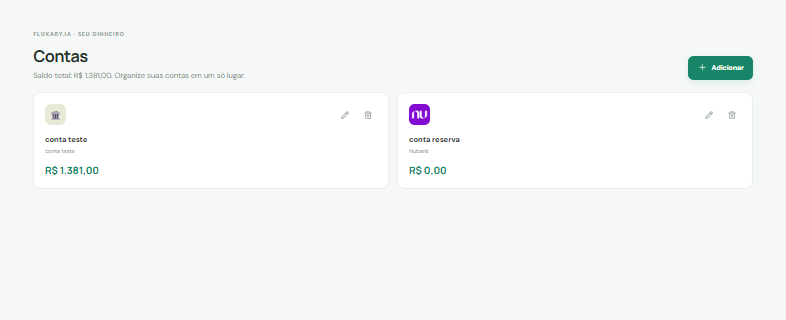 FLUXARY.IA · SEU DINHEIRO
Contas
Saldo total: R$ 1.381,00. Organize suas contas em um só lugar.
+ Adicionar
conta teste
conta teste
R$ 1.381,00
nu
conta reserva
Nubank
R$ 0,00